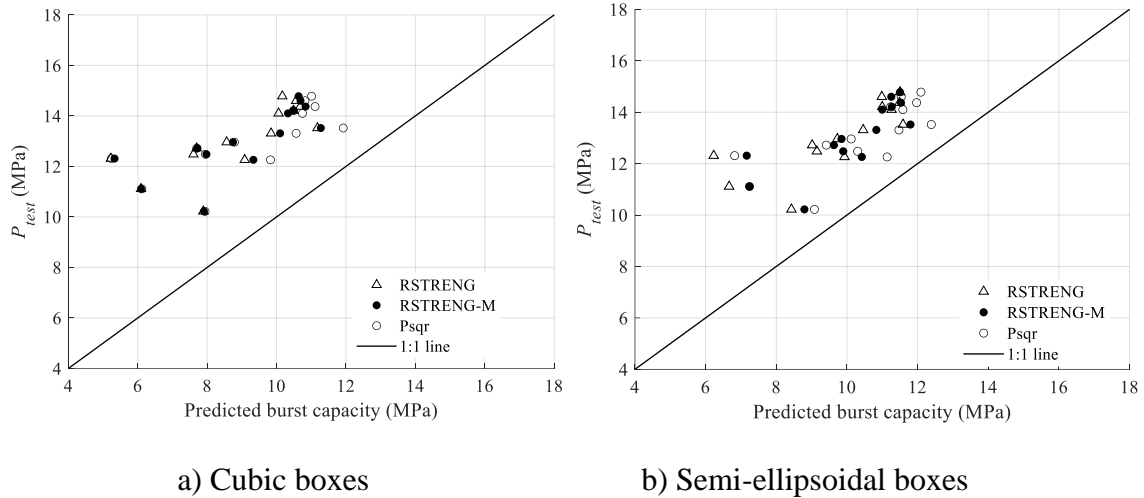 18
16
14
12
10
8
6
4
P_test (MPa)
RSTRENG
RSTRENG-M
Psqr
1:1 line
4 6 8 10 12 14 16 18
Predicted burst capacity (MPa)
a) Cubic boxes
18
16
14
12
10
8
6
4
P_test (MPa)
RSTRENG
RSTRENG-M
Psqr
1:1 line
4 6 8 10 12 14 16 18
Predicted burst capacity (MPa)
b) Semi-ellipsoidal boxes